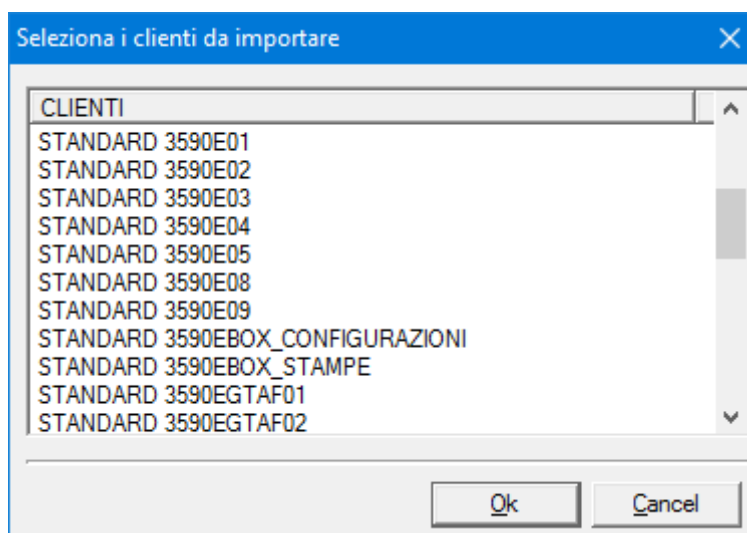 Seleziona i clienti da importare
CLIENTI
STANDARD 3590E01
STANDARD 3590E02
STANDARD 3590E03
STANDARD 3590E04
STANDARD 3590E05
STANDARD 3590E08
STANDARD 3590E09
STANDARD 3590EBOX_CONFIGURAZIONI
STANDARD 3590EBOX_STAMPE
STANDARD 3590EGTAF01
STANDARD 3590EGTAF02
Ok Cancel